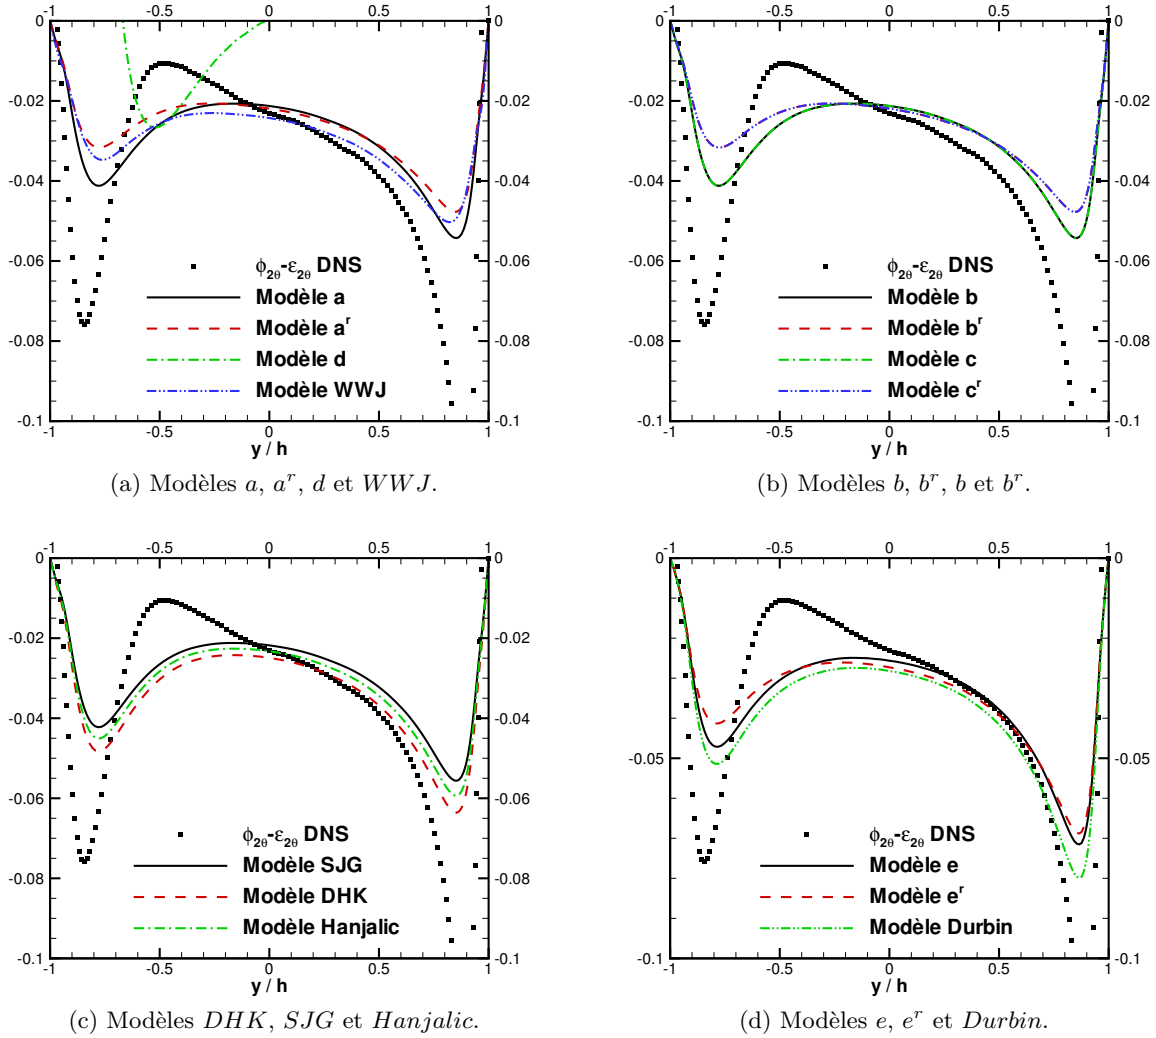 -1 -0.5 0 0.5 1
0 0
-0.02 -0.02
-0.04 -0.04
-0.06 -0.06
-0.08 -0.08
-0.1 -0.1
ϕ2θ-ε2θ DNS
Modèle a
Modèle a^r
Modèle d
Modèle WWJ
-1 -0.5 0 0.5 1
y / h
(a) Modèles a, a^r, d et WWJ.
-1 -0.5 0 0.5 1
0 0
-0.02 -0.02
-0.04 -0.04
-0.06 -0.06
-0.08 -0.08
-0.1 -0.1
ϕ2θ-ε2θ DNS
Modèle b
Modèle b^r
Modèle c
Modèle c^r
-1 -0.5 0 0.5 1
y / h
(b) Modèles b, b^r, b et b^r.
-1 -0.5 0 0.5 1
0 0
-0.02 -0.02
-0.04 -0.04
-0.06 -0.06
-0.08 -0.08
-0.1 -0.1
ϕ2θ-ε2θ DNS
Modèle SJG
Modèle DHK
Modèle Hanjalic
-1 -0.5 0 0.5 1
y / h
(c) Modèles DHK, SJG et Hanjalic.
-1 -0.5 0 0.5 1
0 0
-0.05 -0.05
-0.1 -0.1
ϕ2θ-ε2θ DNS
Modèle e
Modèle e^r
Modèle Durbin
-1 -0.5 0 0.5 1
y / h
(d) Modèles e, e^r et Durbin.